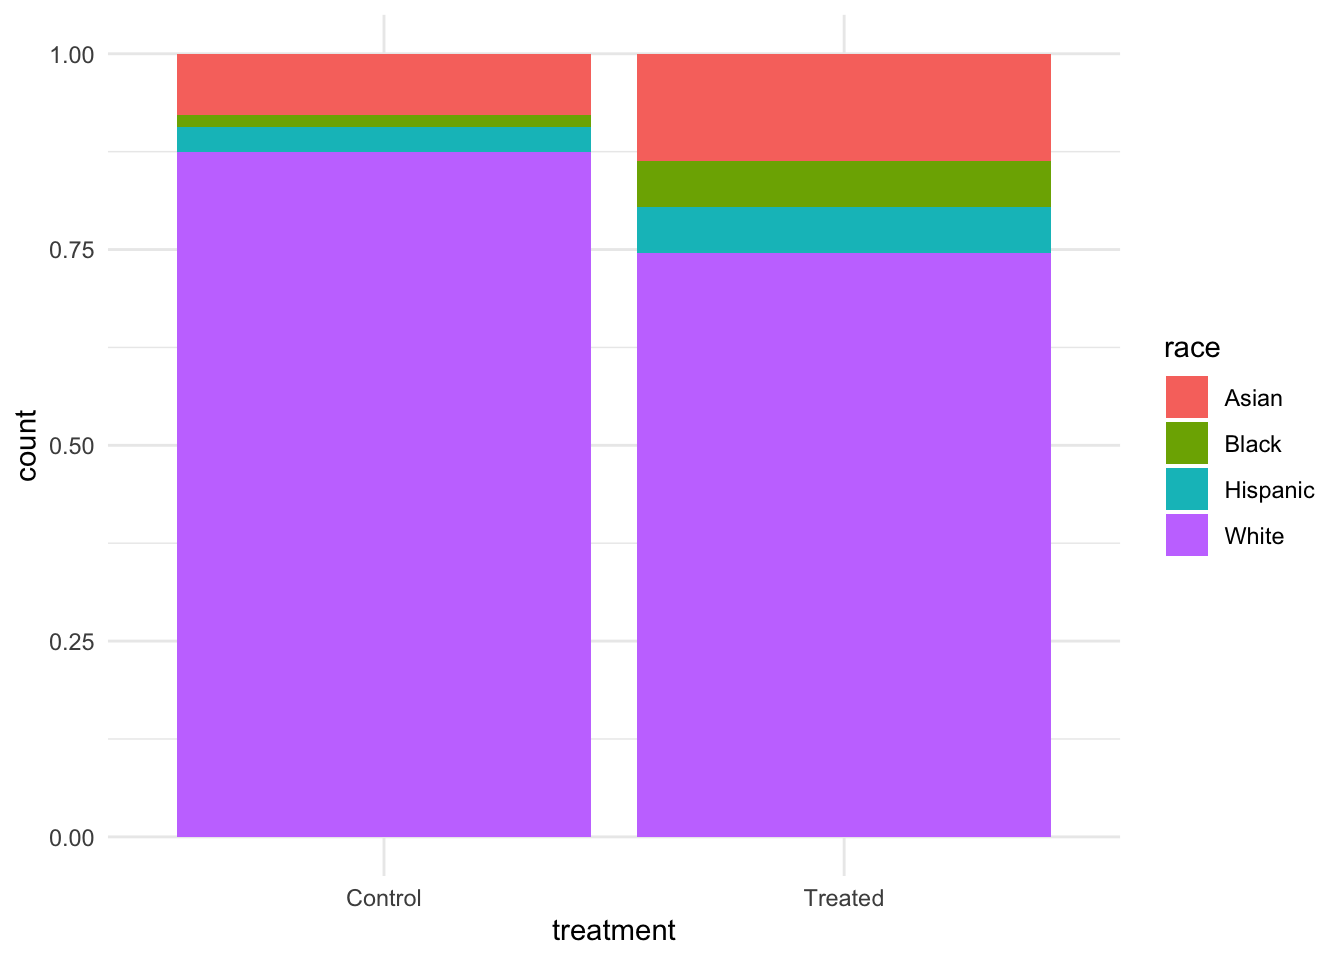 1.00
0.75
0.50
0.25
0.00
count
Control
Treated
treatment
race
Asian
Black
Hispanic
White